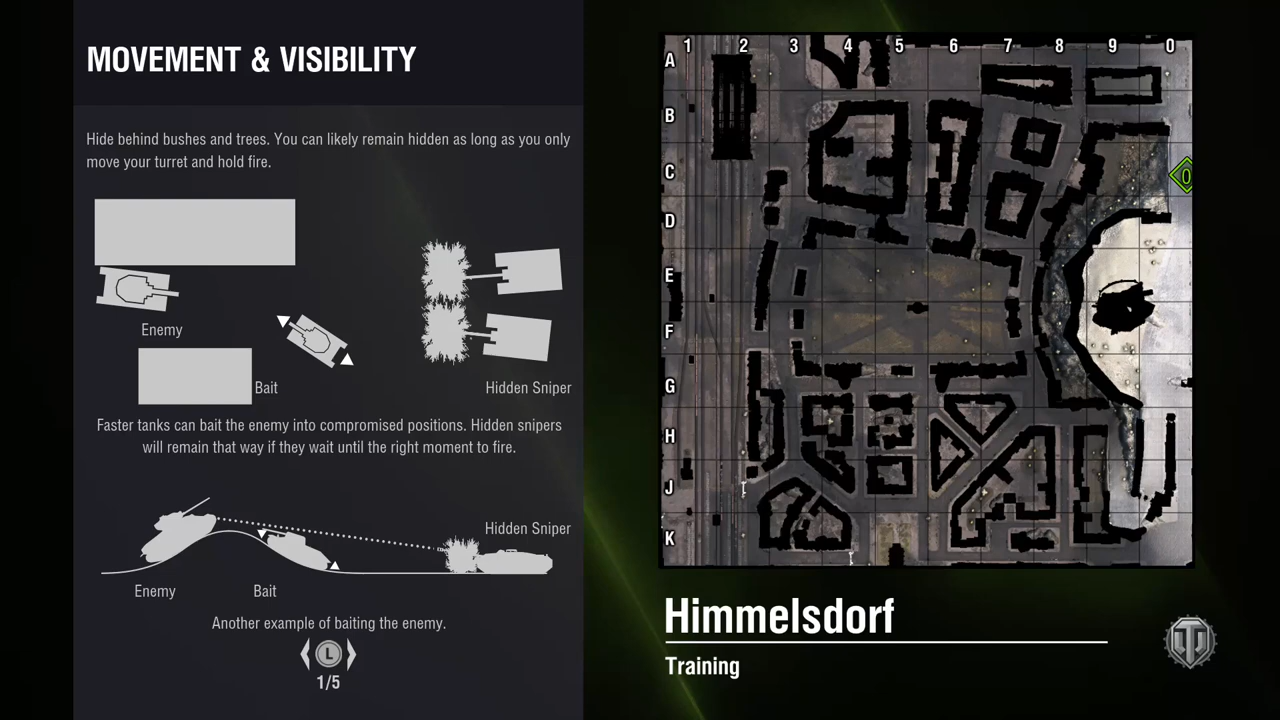 MOVEMENT & VISIBILITY
Hide behind bushes and trees. You can likely remain hidden as long as you only
move your turret and hold fire.
Enemy
Bait
Hidden Sniper
Faster tanks can bait the enemy into compromised positions. Hidden snipers
will remain that way if they wait until the right moment to fire.
Hidden Sniper
Enemy
Bait
Another example of baiting the enemy.
L
1/5
1 2 3 4 5 6 7 8 9 0
A
B
C
D
E
F
G
H
J
K
0
Himmelsdorf
Training